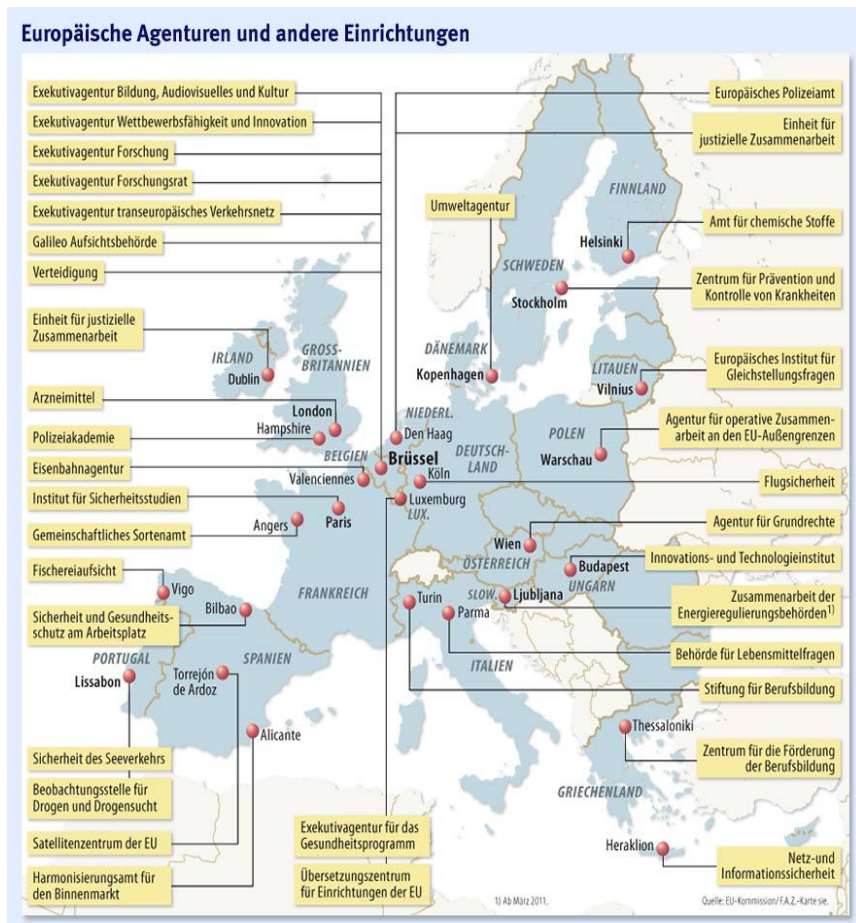 Europäische Agenturen und andere Einrichtungen
Exekutivagentur Bildung, Audiovisuelles und Kultur
Exekutivagentur Wettbewerbsfähigkeit und Innovation
Exekutivagentur Forschung
Exekutivagentur Forschungsrat
Exekutivagentur transeuropäisches Verkehrsnetz
Galileo Aufsichtsbehörde
Verteidigung
Einheit für justizielle
Zusammenarbeit
Arzneimittel
Polizeiakademie
Eisenbahnagentur
Institut für Sicherheitsstudien
Gemeinschaftliches Sortenamt
Fischereiaufsicht
Sicherheit und Gesundheits-
schutz am Arbeitsplatz
Sicherheit des Seeverkehrs
Beobachtungsstelle für
Drogen und Drogensucht
Satellitenzentrum der EU
Harmonisierungsamt für
den Binnenmarkt
Exekutivagentur für das
Gesundheitsprogramm
Übersetzungszentrum
für Einrichtungen der EU
Umweltagentur
Europäisches Polizeiamt
Einheit für
justizielle Zusammenarbeit
Amt für chemische Stoffe
Zentrum für Prävention und
Kontrolle von Krankheiten
Europäisches Institut für
Gleichstellungsfragen
Agentur für operative Zusammen-
arbeit an den EU-Außengrenzen
Flugsicherheit
Agentur für Grundrechte
Innovations- und Technologieinstitut
Zusammenarbeit der
Energieregulierungsbehörden1)
Behörde für Lebensmittelfragen
Stiftung für Berufsbildung
Zentrum für die Förderung
der Berufsbildung
Netz-und
Informationssicherheit
FINNLAND
Helsinki
SCHWEDEN
Stockholm
DÄNEMARK
Kopenhagen
LITAUEN
Vilnius
IRLAND
Dublin
GROSS-
BRITANNIEN
London
Hampshire
NIEDERL.
Den Haag
BELGIEN
Brüssel
Valenciennes
DEUTSCH-
LAND
Köln
Luxemburg
LUX.
POLEN
Warschau
Paris
Angers
FRANKREICH
Wien
ÖSTERREICH
Budapest
UNGARN
SLOW.
Ljubljana
Turin
Parma
ITALIEN
Vigo
Bilbao
PORTUGAL
Lissabon
SPANIEN
Torrejón
de Ardoz
Alicante
Thessaloniki
GRIECHENLAND
Heraklion
1) Ab März 2011.
Quelle: EU-Kommission/F.A.Z.-Karte sie.